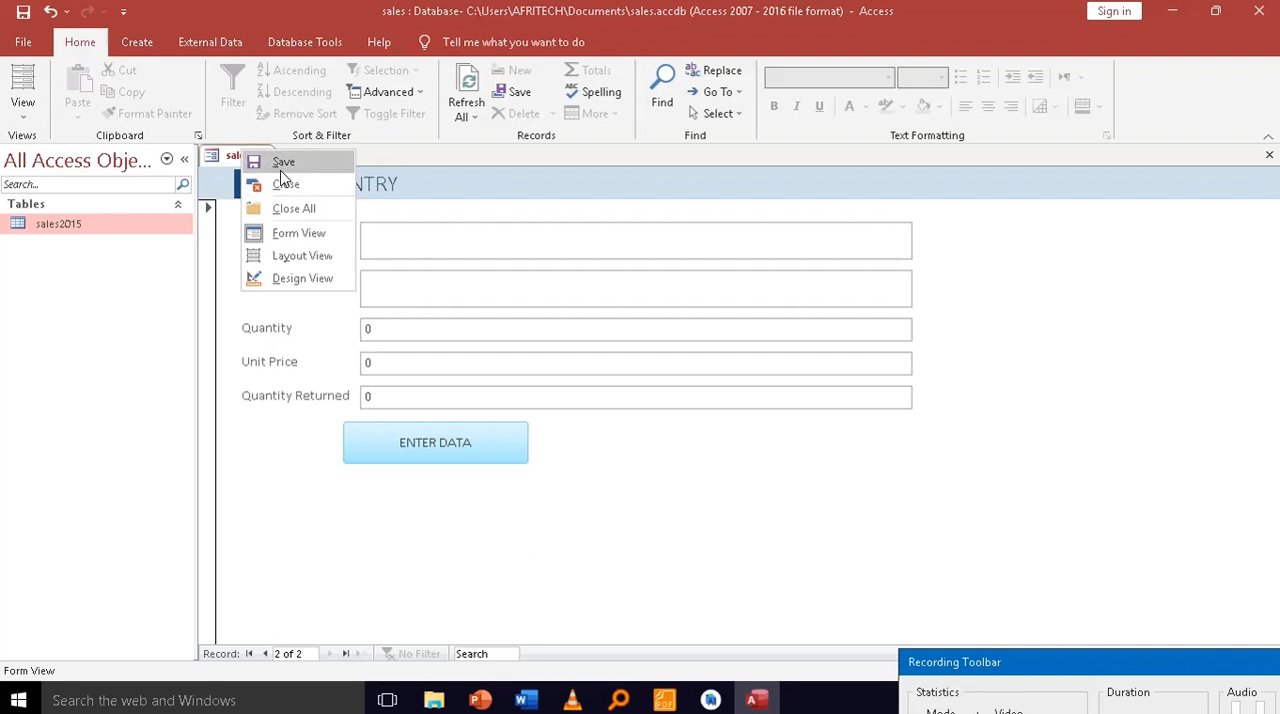 sales : Database- C:\Users\AFRITECH\Documents\sales.accdb (Access 2007 - 2016 file format) - Access
Sign in
File Home Create External Data Database Tools Help Tell me what you want to do
View
Views
Paste
Cut
Copy
Format Painter
Clipboard
Filter
Ascending
Descending
Remove Sort
Selection
Advanced
Toggle Filter
Sort & Filter
Refresh
All
New
Save
Delete
Totals
Spelling
More
Records
Find
Replace
Go To
Select
Find
B I U A
Text Formatting
All Access Obje...
Search...
Tables
sales2015
Save
Close
Close All
Form View
Layout View
Design View
Quantity 0
Unit Price 0
Quantity Returned 0
ENTER DATA
Record: 2 of 2 No Filter Search
Form View
Recording Toolbar
Statistics Duration Audio
Search the web and Windows